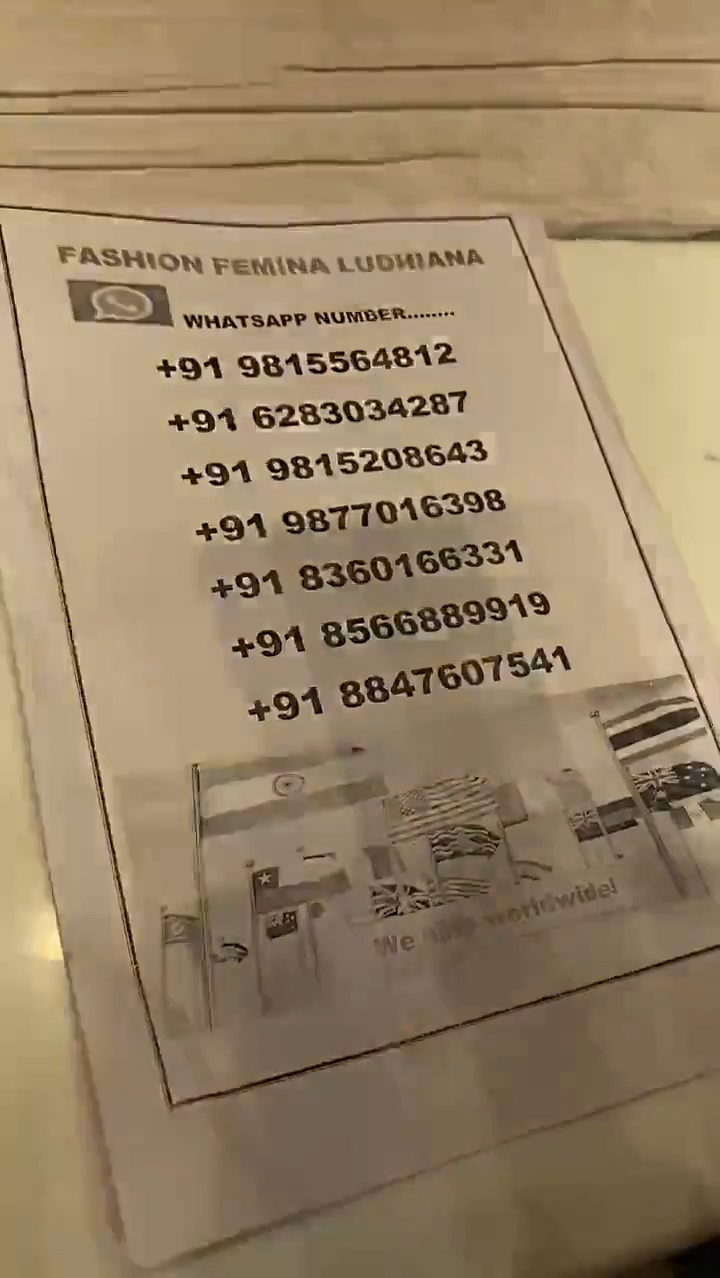 FASHION FEMINA LUDHIANA
WHATSAPP NUMBER........
+91 9815564812
+91 6283034287
+91 9815208643
+91 9877016398
+91 8360166331
+91 8566889919
+91 8847607541
We worldwide!